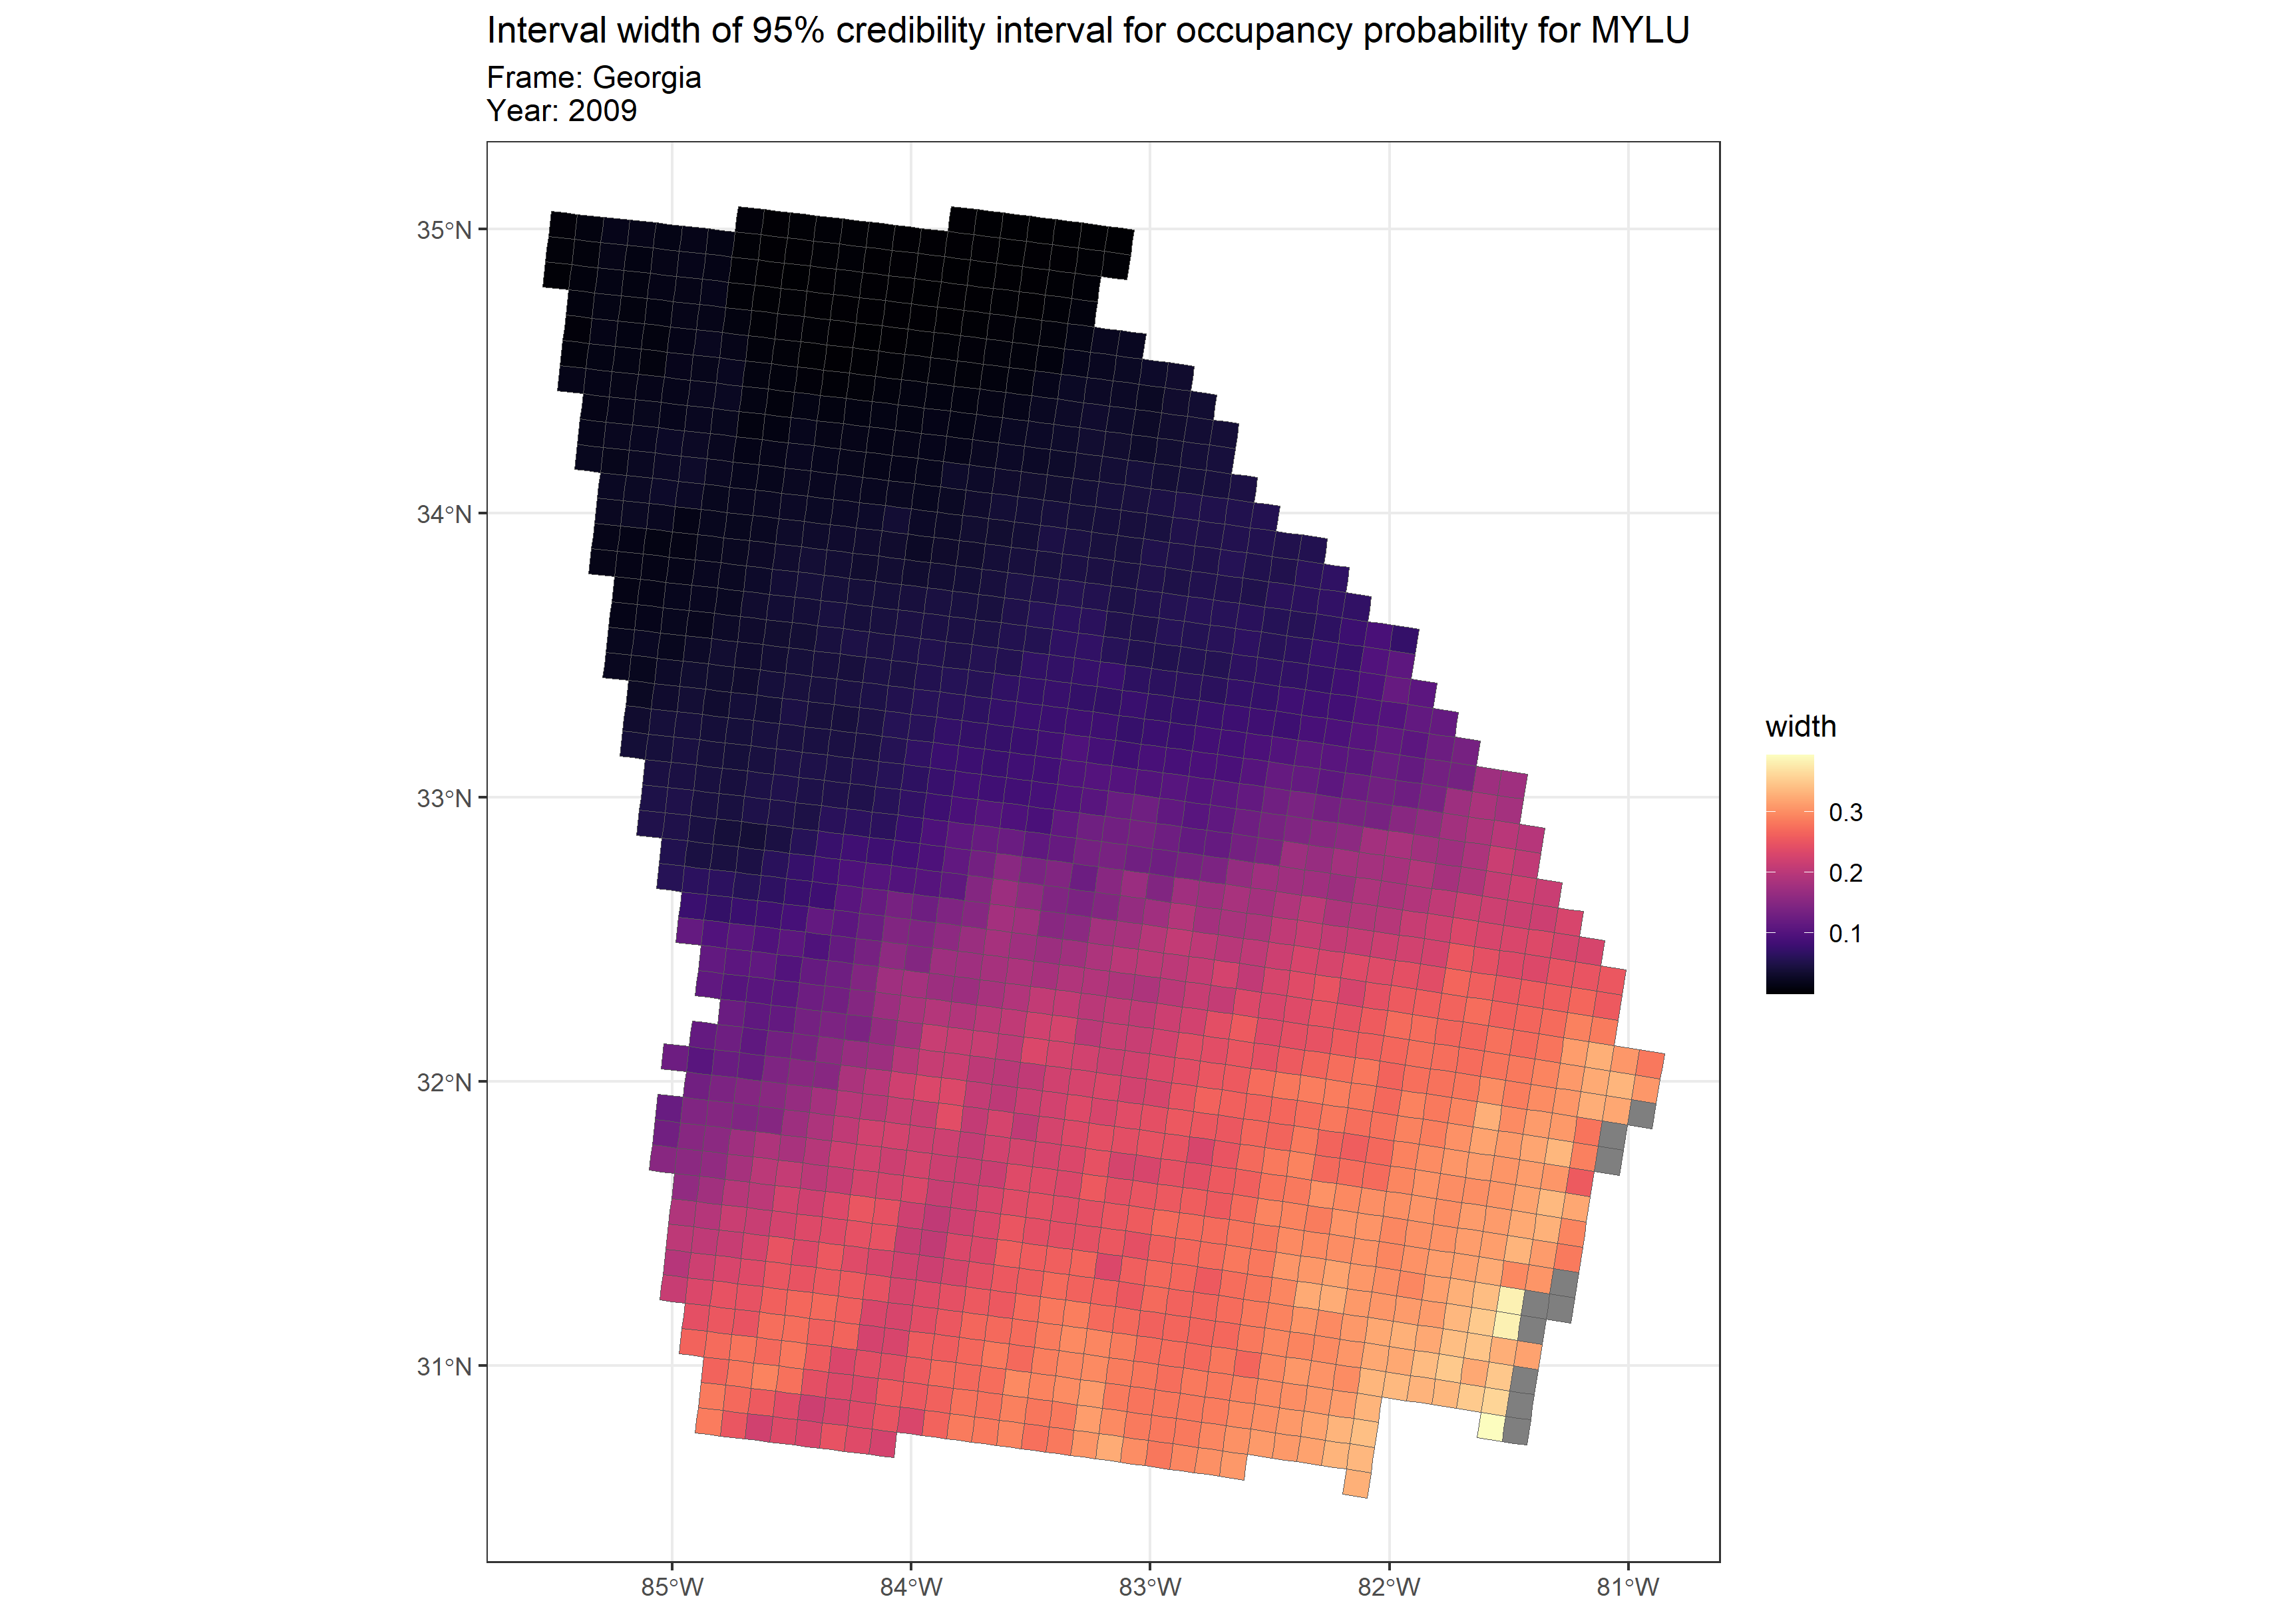 Interval width of 95% credibility interval for occupancy probability for MYLU
Frame: Georgia
Year: 2009
35°N
34°N
33°N
32°N
31°N
85°W
84°W
83°W
82°W
81°W
width
0.3
0.2
0.1